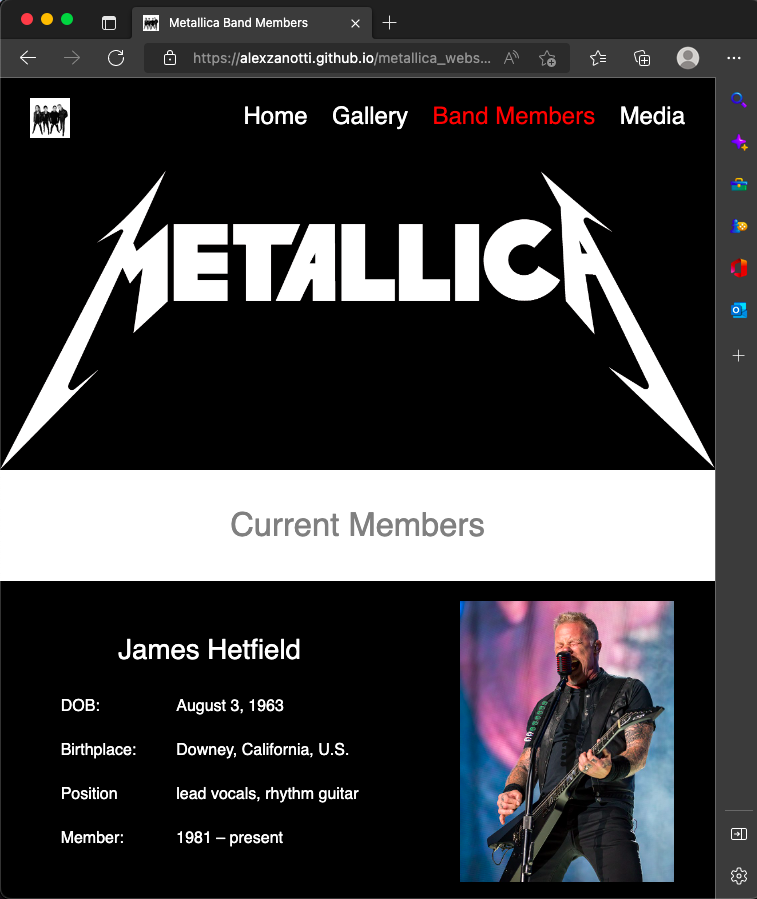 Metallica Band Members
https://alexzanotti.github.io/metallica_webs...
Home Gallery Band Members Media
METALLICA
Current Members
James Hetfield
DOB: August 3, 1963
Birthplace: Downey, California, U.S.
Position lead vocals, rhythm guitar
Member: 1981 – present